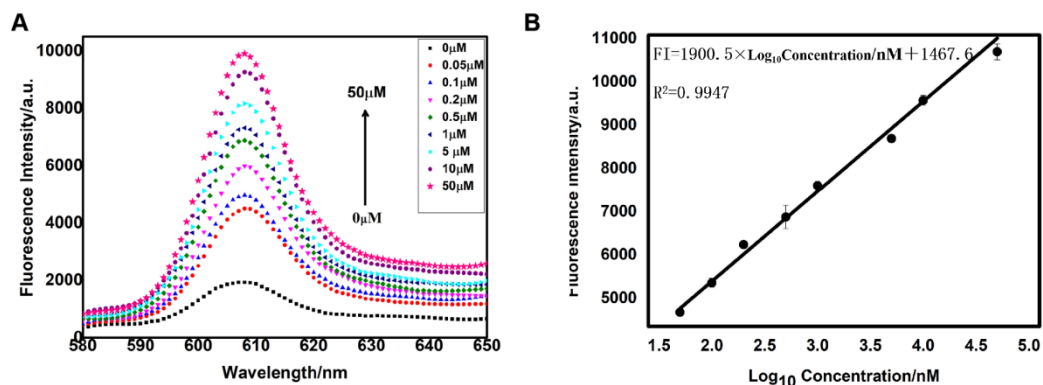 A
Fluorescence Intensity/a.u.
10000
8000
6000
4000
2000
0
580
590
600
610
620
630
640
650
Wavelength/nm
50μM
0μM
0μM
0.05μM
0.1μM
0.2μM
0.5μM
1μM
5 μM
10μM
50μM
B
Fluorescence Intensity/a.u.
11000
10000
9000
8000
7000
6000
5000
FI=1900.5×Log₁₀Concentration/nM+1467.6
R²=0.9947
1.5
2.0
2.5
3.0
3.5
4.0
4.5
5.0
Log₁₀ Concentration/nM